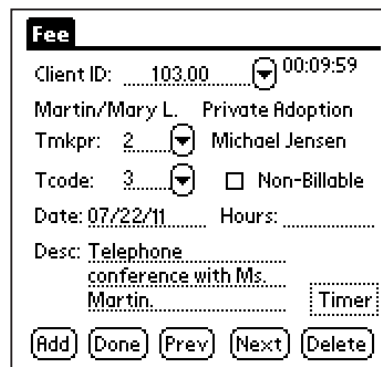 Fee
Client ID: 103.00 00:09:59
Martin/Mary L. Private Adoption
Tmkpr: 2 Michael Jensen
Tcode: 3 Non-Billable
Date: 07/22/11 Hours:
Desc: Telephone
conference with Ms.
Martin. Timer
Add Done Prev Next Delete